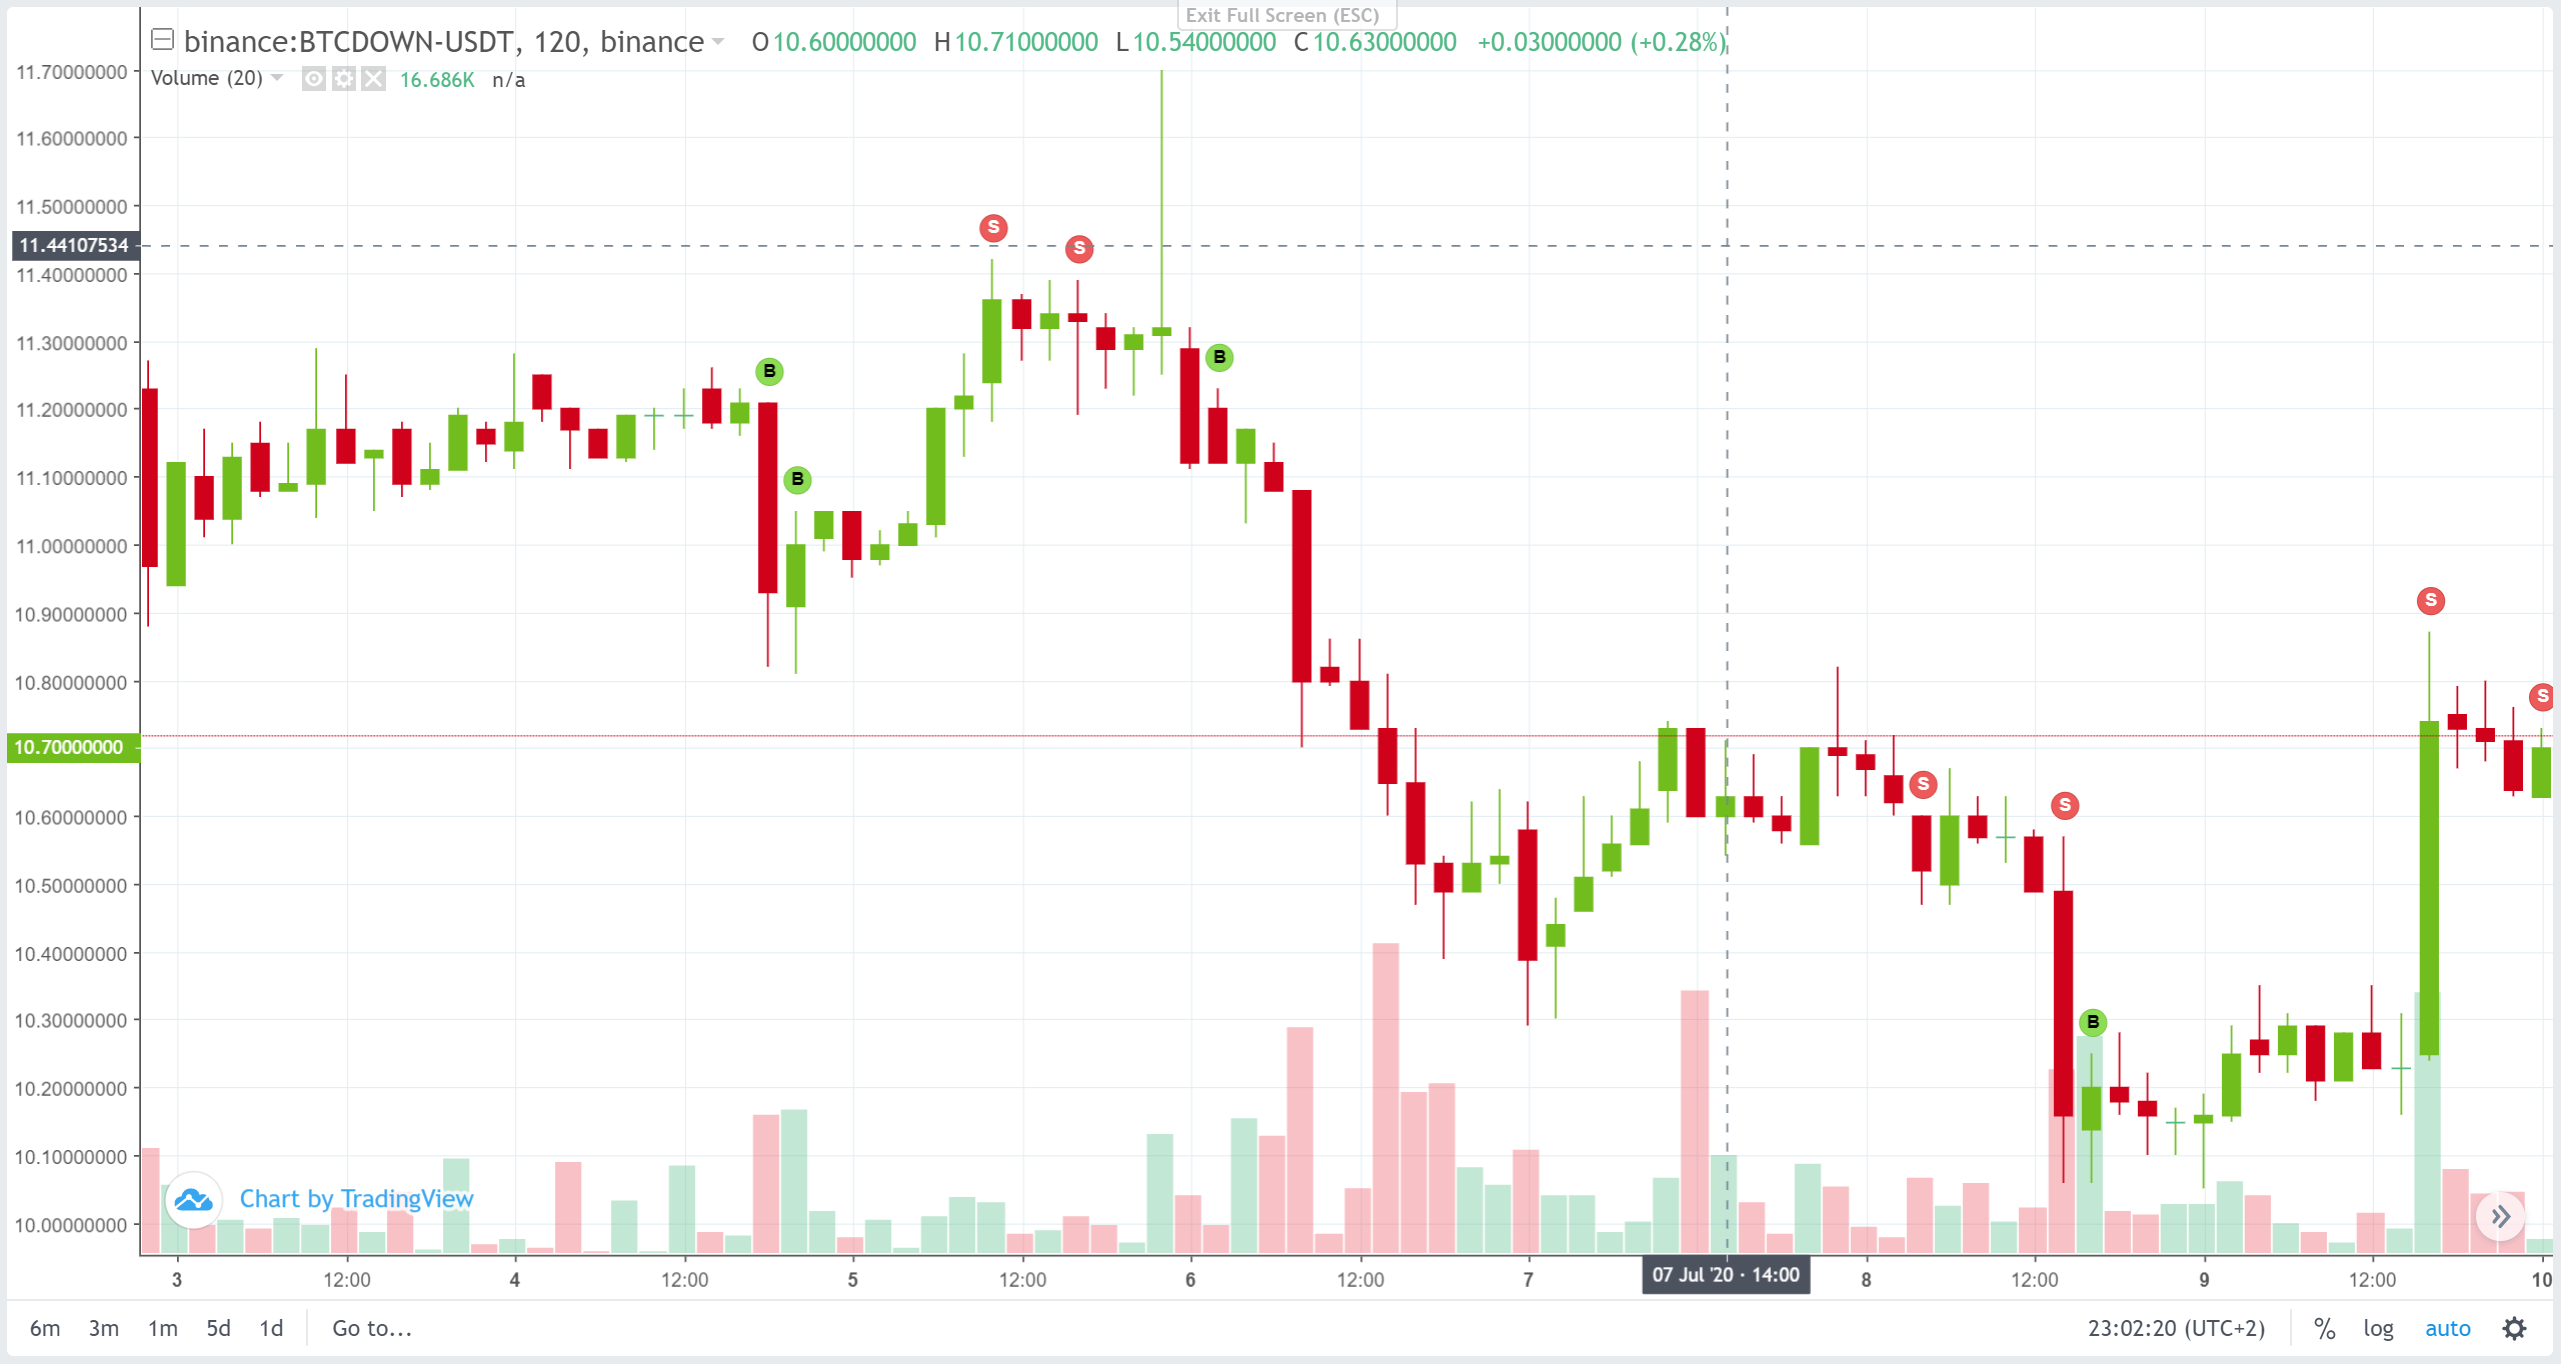 Exit Full Screen (ESC)
binance:BTCDOWN-USDT, 120, binance O10.60000000 H10.71000000 L10.54000000 C10.63000000 +0.03000000 (+0.28%)
Volume (20) 16.686K n/a
11.70000000
11.60000000
11.50000000
11.44107534
11.40000000
11.30000000
11.20000000
11.10000000
11.00000000
10.90000000
10.80000000
10.70000000
10.60000000
10.50000000
10.40000000
10.30000000
10.20000000
10.10000000
10.00000000
S
S
B
B
B
S
S
S
S
B
Chart by TradingView
3 12:00 4 12:00 5 12:00 6 12:00 7 07 Jul '20 · 14:00 8 12:00 9 12:00 10
6m 3m 1m 5d 1d Go to... 23:02:20 (UTC+2) % log auto